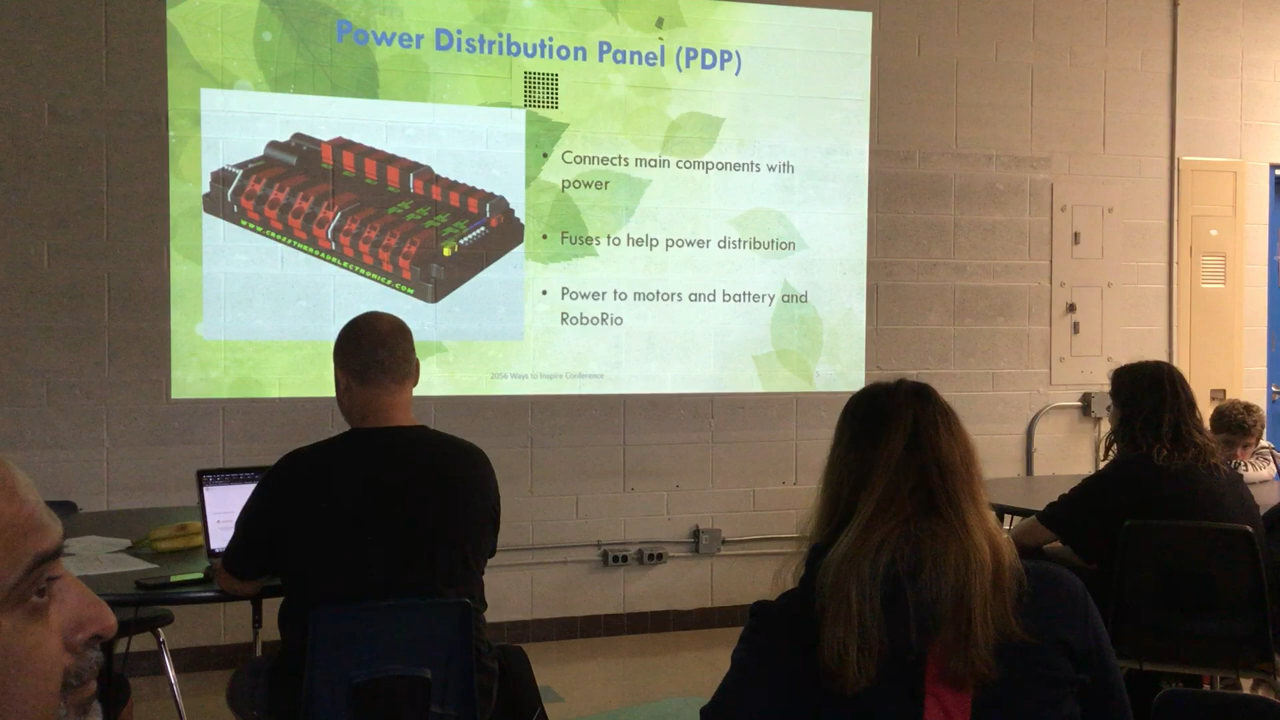 Power Distribution Panel (PDP)
• Connects main components with
power
• Fuses to help power distribution
• Power to motors and battery and
RoboRio
WWW.CROSSTHEROADELECTRONICS.COM
2056 Ways to Inspire Conference